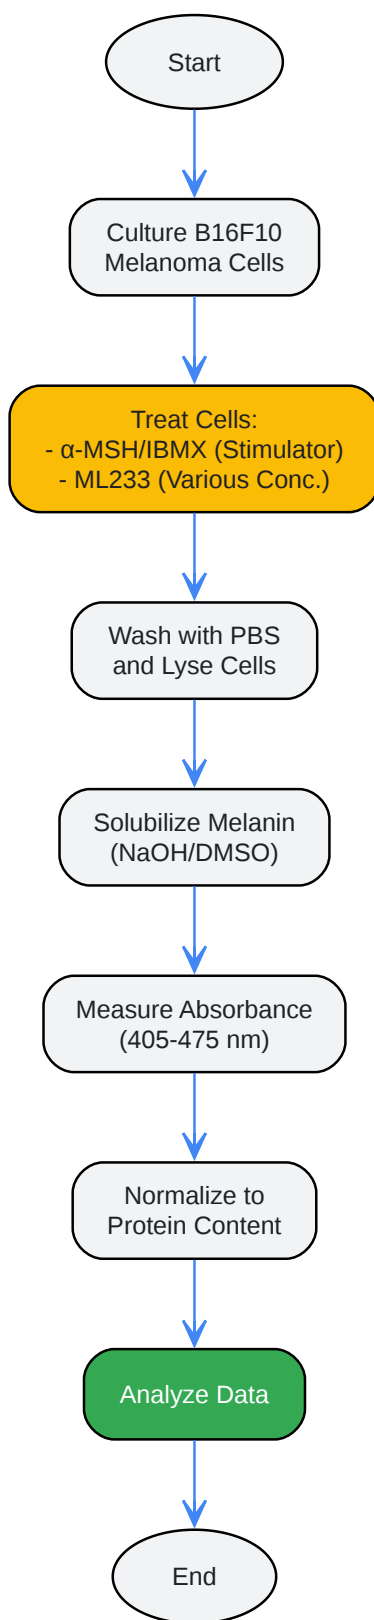 Start
Culture B16F10
Melanoma Cells
Treat Cells:
- α-MSH/IBMX (Stimulator)
- ML233 (Various Conc.)
Wash with PBS
and Lyse Cells
Solubilize Melanin
(NaOH/DMSO)
Measure Absorbance
(405-475 nm)
Normalize to
Protein Content
Analyze Data
End